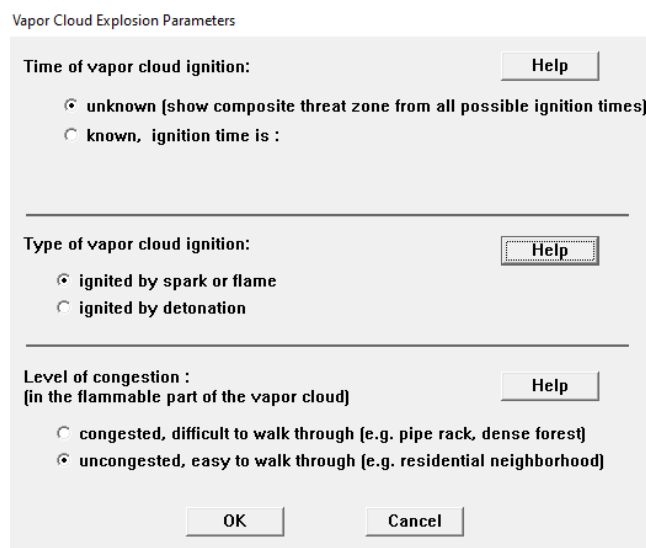 Vapor Cloud Explosion Parameters
Time of vapor cloud ignition:
Help
unknown (show composite threat zone from all possible ignition times)
known, ignition time is :
Type of vapor cloud ignition:
Help
ignited by spark or flame
ignited by detonation
Level of congestion :
(in the flammable part of the vapor cloud)
Help
congested, difficult to walk through (e.g. pipe rack, dense forest)
uncongested, easy to walk through (e.g. residential neighborhood)
OK
Cancel